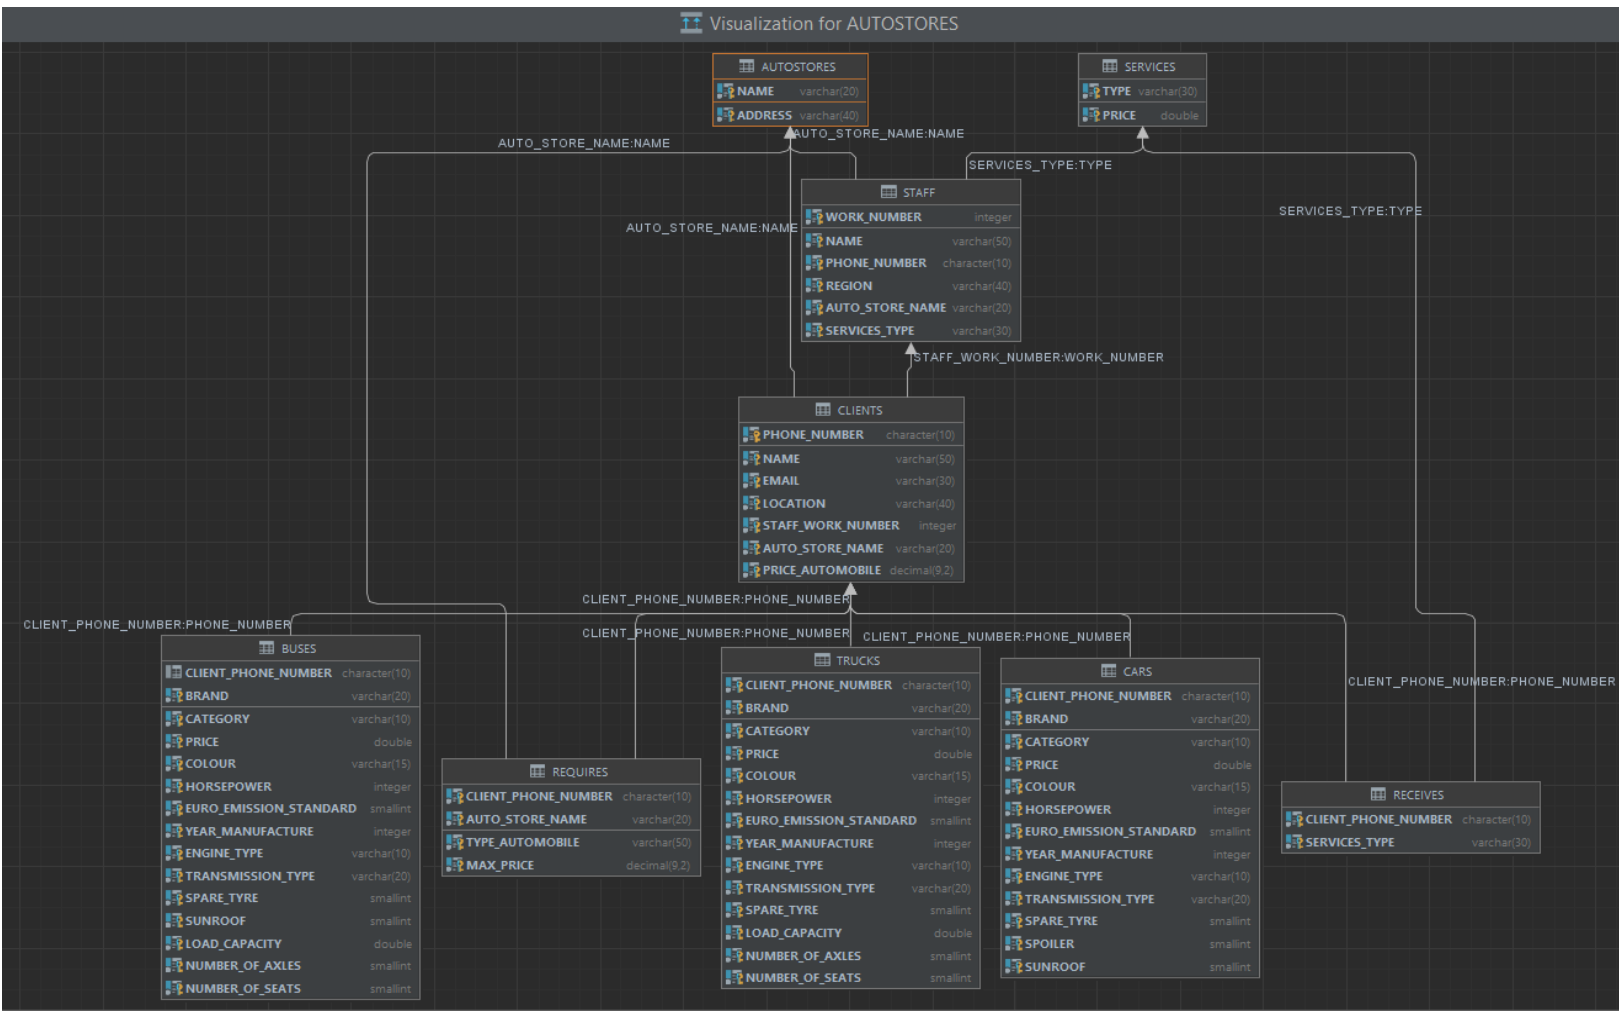 Visualization for AUTOSTORES
AUTOSTORES
NAME varchar(20)
ADDRESS varchar(40)
SERVICES
TYPE varchar(30)
PRICE double
AUTO_STORE_NAME:NAME
AUTO_STORE_NAME:NAME
SERVICES_TYPE:TYPE
SERVICES_TYPE:TYPE
AUTO_STORE_NAME:NAME
STAFF
WORK_NUMBER integer
NAME varchar(50)
PHONE_NUMBER character(10)
REGION varchar(40)
AUTO_STORE_NAME varchar(20)
SERVICES_TYPE varchar(30)
STAFF_WORK_NUMBER:WORK_NUMBER
CLIENTS
PHONE_NUMBER character(10)
NAME varchar(50)
EMAIL varchar(30)
LOCATION varchar(40)
STAFF_WORK_NUMBER integer
AUTO_STORE_NAME varchar(20)
PRICE_AUTOMOBILE decimal(9,2)
CLIENT_PHONE_NUMBER:PHONE_NUMBER
CLIENT_PHONE_NUMBER:PHONE_NUMBER
CLIENT_PHONE_NUMBER:PHONE_NUMBER
CLIENT_PHONE_NUMBER:PHONE_NUMBER
CLIENT_PHONE_NUMBER:PHONE_NUMBER
BUSES
CLIENT_PHONE_NUMBER character(10)
BRAND varchar(20)
CATEGORY varchar(10)
PRICE double
COLOUR varchar(15)
HORSEPOWER integer
EURO_EMISSION_STANDARD smallint
YEAR_MANUFACTURE integer
ENGINE_TYPE varchar(10)
TRANSMISSION_TYPE varchar(20)
SPARE_TYRE smallint
SUNROOF smallint
LOAD_CAPACITY double
NUMBER_OF_AXLES smallint
NUMBER_OF_SEATS smallint
REQUIRES
CLIENT_PHONE_NUMBER character(10)
AUTO_STORE_NAME varchar(20)
TYPE_AUTOMOBILE varchar(50)
MAX_PRICE decimal(9,2)
TRUCKS
CLIENT_PHONE_NUMBER character(10)
BRAND varchar(20)
CATEGORY varchar(10)
PRICE double
COLOUR varchar(15)
HORSEPOWER integer
EURO_EMISSION_STANDARD smallint
YEAR_MANUFACTURE integer
ENGINE_TYPE varchar(10)
TRANSMISSION_TYPE varchar(20)
SPARE_TYRE smallint
LOAD_CAPACITY double
NUMBER_OF_AXLES smallint
NUMBER_OF_SEATS smallint
CARS
CLIENT_PHONE_NUMBER character(10)
BRAND varchar(20)
CATEGORY varchar(10)
PRICE double
COLOUR varchar(15)
HORSEPOWER integer
EURO_EMISSION_STANDARD smallint
YEAR_MANUFACTURE integer
ENGINE_TYPE varchar(10)
TRANSMISSION_TYPE varchar(20)
SPARE_TYRE smallint
SPOILER smallint
SUNROOF smallint
RECEIVES
CLIENT_PHONE_NUMBER character(10)
SERVICES_TYPE varchar(30)